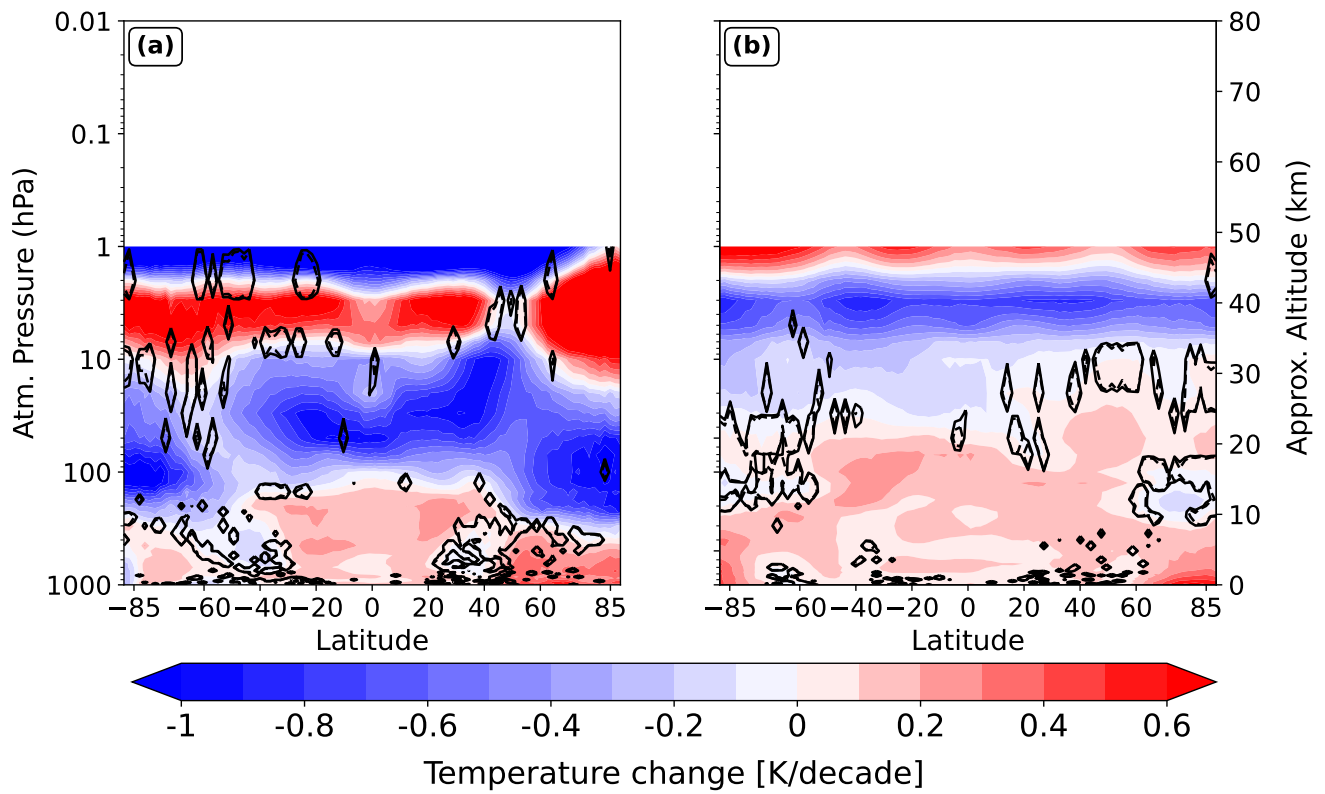 (a) (b)
0.01 80
70
0.1 60
1 50
40
10 30
100 20
10
1000 0
−85 −60 −40 −20 0 20 40 60 85 −85 −60 −40 −20 0 20 40 60 85
Latitude Latitude
Atm. Pressure (hPa)
Approx. Altitude (km)
-1 -0.8 -0.6 -0.4 -0.2 0 0.2 0.4 0.6
Temperature change [K/decade]